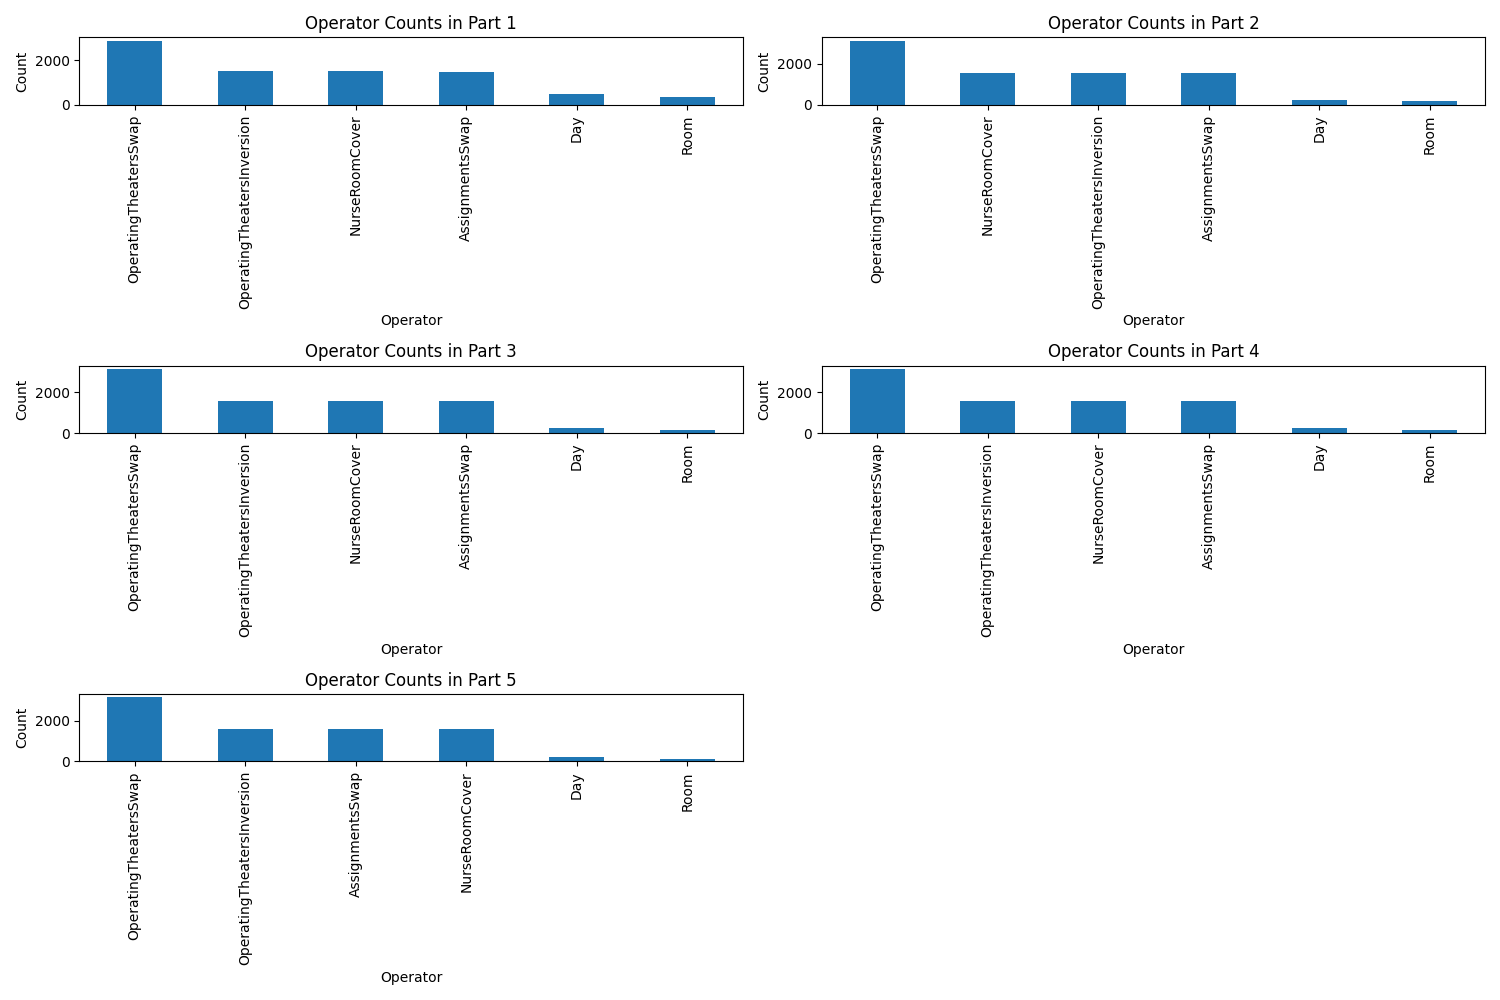 Operator Counts in Part 1
Count
2000
0
OperatingTheatersSwap
OperatingTheatersInversion
NurseRoomCover
AssignmentsSwap
Day
Room
Operator
Operator Counts in Part 2
Count
2000
0
OperatingTheatersSwap
NurseRoomCover
OperatingTheatersInversion
AssignmentsSwap
Day
Room
Operator
Operator Counts in Part 3
Count
2000
0
OperatingTheatersSwap
OperatingTheatersInversion
NurseRoomCover
AssignmentsSwap
Day
Room
Operator
Operator Counts in Part 4
Count
2000
0
OperatingTheatersSwap
OperatingTheatersInversion
NurseRoomCover
AssignmentsSwap
Day
Room
Operator
Operator Counts in Part 5
Count
2000
0
OperatingTheatersSwap
OperatingTheatersInversion
AssignmentsSwap
NurseRoomCover
Day
Room
Operator